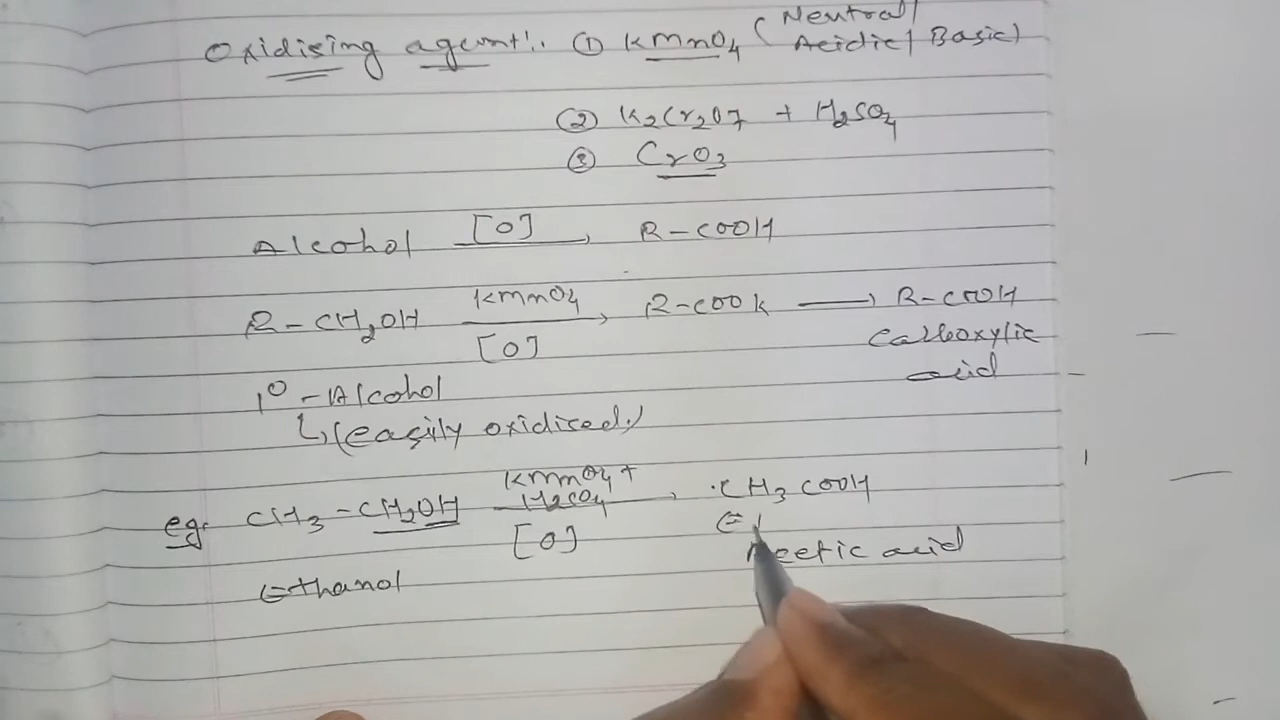 Oxidising agent:. ① KMnO4 (Neutral/
Acidic/ Basic)
② K2Cr2O7 + H2SO4
③ CrO3
Alcohol [O] → R-COOH
R-CH2OH KMnO4 [O] → R-COOK → R-COOH
Carboxylic
acid
1° - Alcohol
↳ (easily oxidised.)
eg. CH3-CH2OH KMnO4+ H2SO4 [O] → CH3COOH
Acetic acid
Ethanol